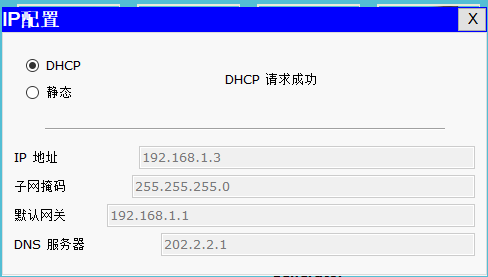 IP配置
X
DHCP
DHCP 请求成功
静态
IP 地址
192.168.1.3
子网掩码
255.255.255.0
默认网关
192.168.1.1
DNS 服务器
202.2.2.1